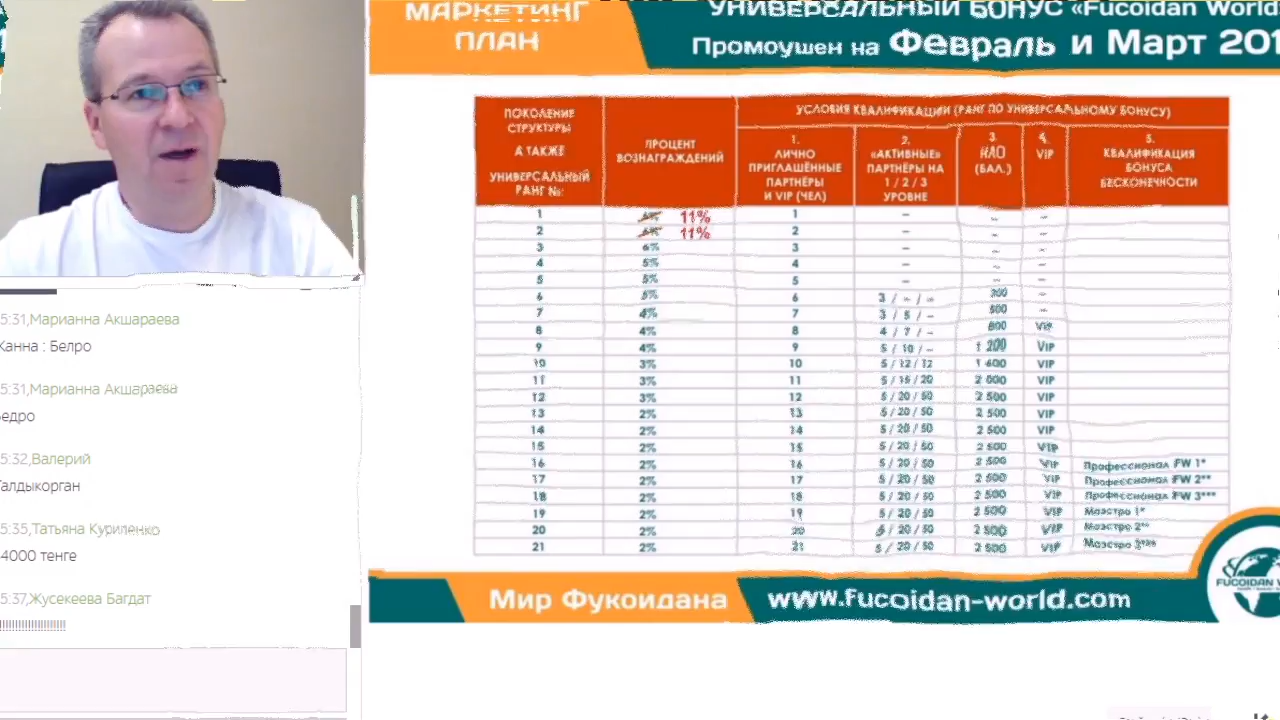 МАРКЕТИНГ
ПЛАН
УНИВЕРСАЛЬНЫЙ БОНУС «Fucoidan World
Промоушен на Февраль и Март 201
ПОКОЛЕНИЕ СТРУКТУРЫ А ТАКЖЕ УНИВЕРСАЛЬНЫЙ РАНГ №:
ПРОЦЕНТ ВОЗНАГРАЖДЕНИЙ
УСЛОВИЯ КВАЛИФИКАЦИИ (РАНГ ПО УНИВЕРСАЛЬНОМУ БОНУСУ)
1. ЛИЧНО ПРИГЛАШЁННЫЕ ПАРТНЁРЫ И VIP (ЧЕЛ)
2. «АКТИВНЫЕ» ПАРТНЁРЫ НА 1 / 2 / 3 УРОВНЕ
3. НЛО (БАЛ.)
4. VIP
5. КВАЛИФИКАЦИЯ БОНУСА БЕСКОНЕЧНОСТИ
1 11% 1 – – –
2 11% 2 – – –
3 6% 3 – – –
4 5% 4 – – –
5 5% 5 – – –
6 5% 6 3 / – / – 300 –
7 4% 7 3 / 5 / – 500 –
8 4% 8 4 / 7 / – 800 VIP
9 4% 9 5 / 10 / – 1 200 VIP
10 3% 10 5 / 12 / 12 1 600 VIP
11 3% 11 5 / 15 / 20 2 000 VIP
12 3% 12 5 / 20 / 50 2 500 VIP
13 2% 13 5 / 20 / 50 2 500 VIP
14 2% 14 5 / 20 / 50 2 500 VIP
15 2% 15 5 / 20 / 50 2 500 VIP
16 2% 16 5 / 20 / 50 2 500 VIP Профессионал FW 1*
17 2% 17 5 / 20 / 50 2 500 VIP Профессионал FW 2**
18 2% 18 5 / 20 / 50 2 500 VIP Профессионал FW 3***
19 2% 19 5 / 20 / 50 2 500 VIP Маэстро 1*
20 2% 20 5 / 20 / 50 2 500 VIP Маэстро 2**
21 2% 21 5 / 20 / 50 2 500 VIP Маэстро 3***
Мир Фукоидана www.fucoidan-world.com
FUCOIDAN W
5:31,Марианна Акшараева
Жанна : Белро
5:31,Марианна Акшараева
бедро
5:32,Валерий
Талдыкорган
5:35,Татьяна Куриленко
4000 тенге
5:37,Жусекеева Багдат
!!!!!!!!!!!!!!!!!!!!